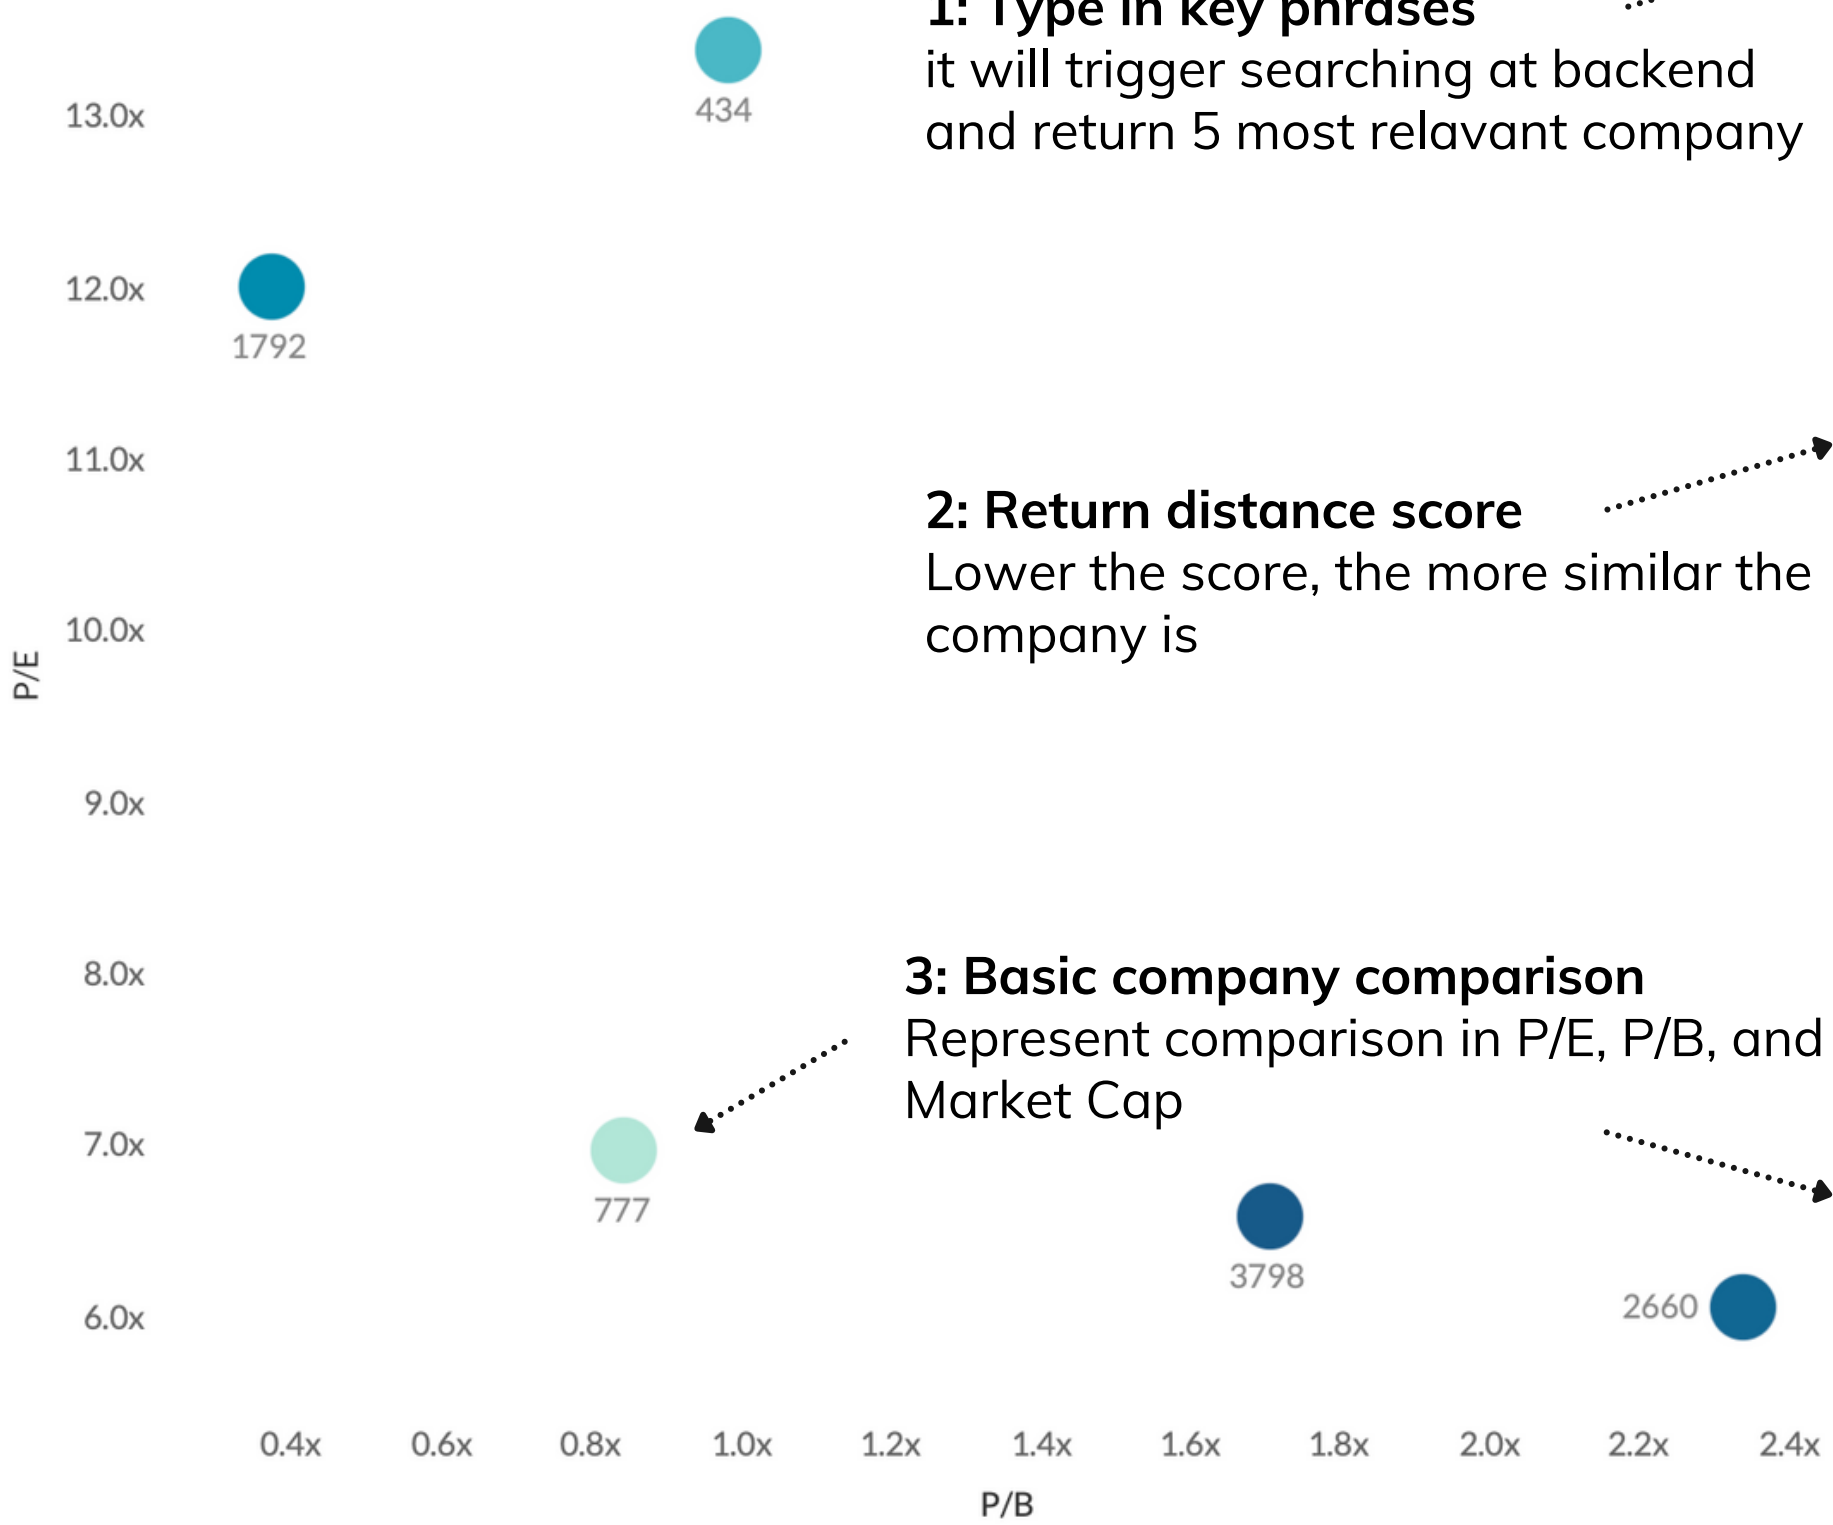 1: Type in key phrases
it will trigger searching at backend
and return 5 most relavant company
434
13.0x
12.0x
1792
11.0x
2: Return distance score
Lower the score, the more similar the
company is
10.0x
P/E
9.0x
8.0x
3: Basic company comparison
Represent comparison in P/E, P/B, and
Market Cap
7.0x
777
3798
2660
6.0x
0.4x 0.6x 0.8x 1.0x 1.2x 1.4x 1.6x 1.8x 2.0x 2.2x 2.4x
P/B